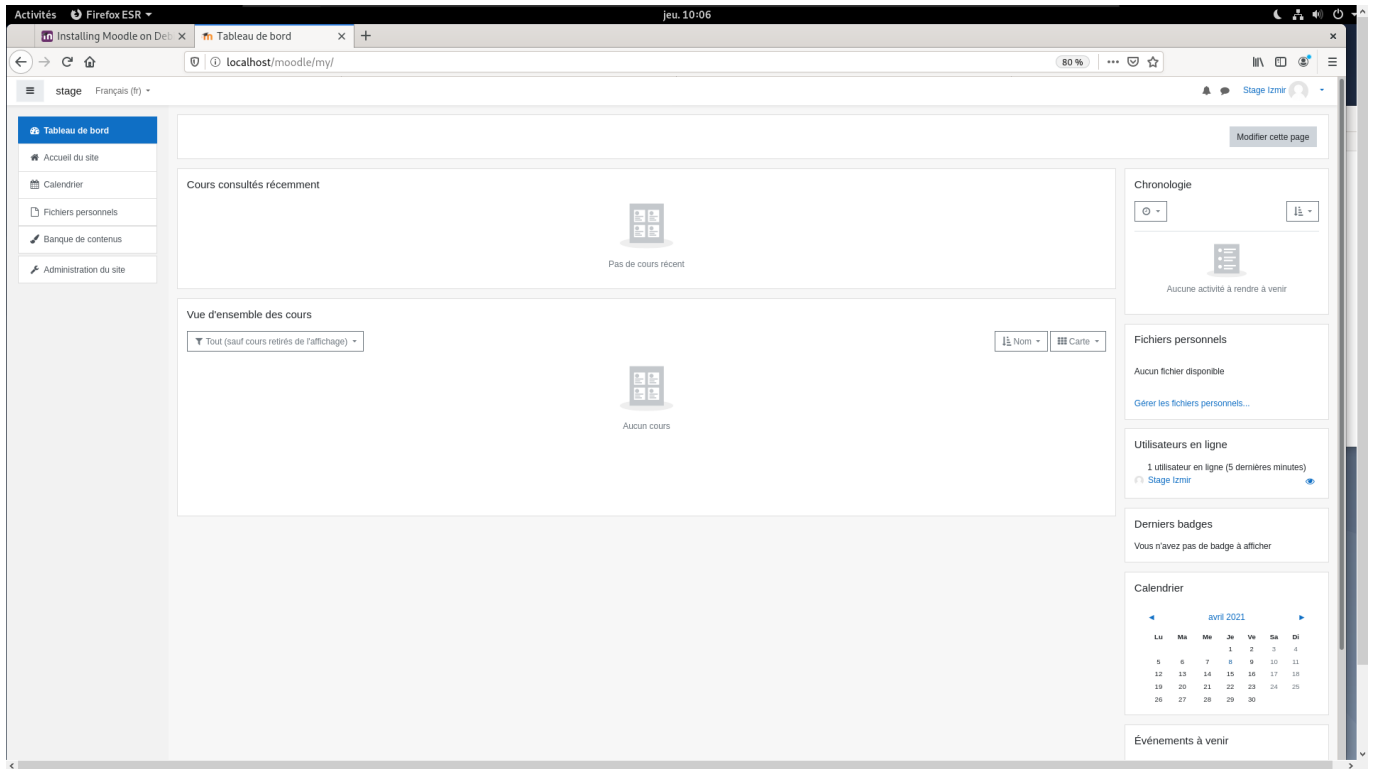 Activités Firefox ESR jeu. 10:06
Installing Moodle on Deb Tableau de bord
localhost/moodle/my/ 80 %
stage Français (fr) Stage Izmir
Tableau de bord
Modifier cette page
Accueil du site
Calendrier
Fichiers personnels
Banque de contenus
Administration du site
Cours consultés récemment
Pas de cours récent
Vue d'ensemble des cours
Tout (sauf cours retirés de l'affichage) Nom Carte
Aucun cours
Chronologie
Aucune activité à rendre à venir
Fichiers personnels
Aucun fichier disponible
Gérer les fichiers personnels...
Utilisateurs en ligne
1 utilisateur en ligne (5 dernières minutes)
Stage Izmir
Derniers badges
Vous n'avez pas de badge à afficher
Calendrier
◄ avril 2021 ►
Lu Ma Me Je Ve Sa Di
1 2 3 4
5 6 7 8 9 10 11
12 13 14 15 16 17 18
19 20 21 22 23 24 25
26 27 28 29 30
Événements à venir